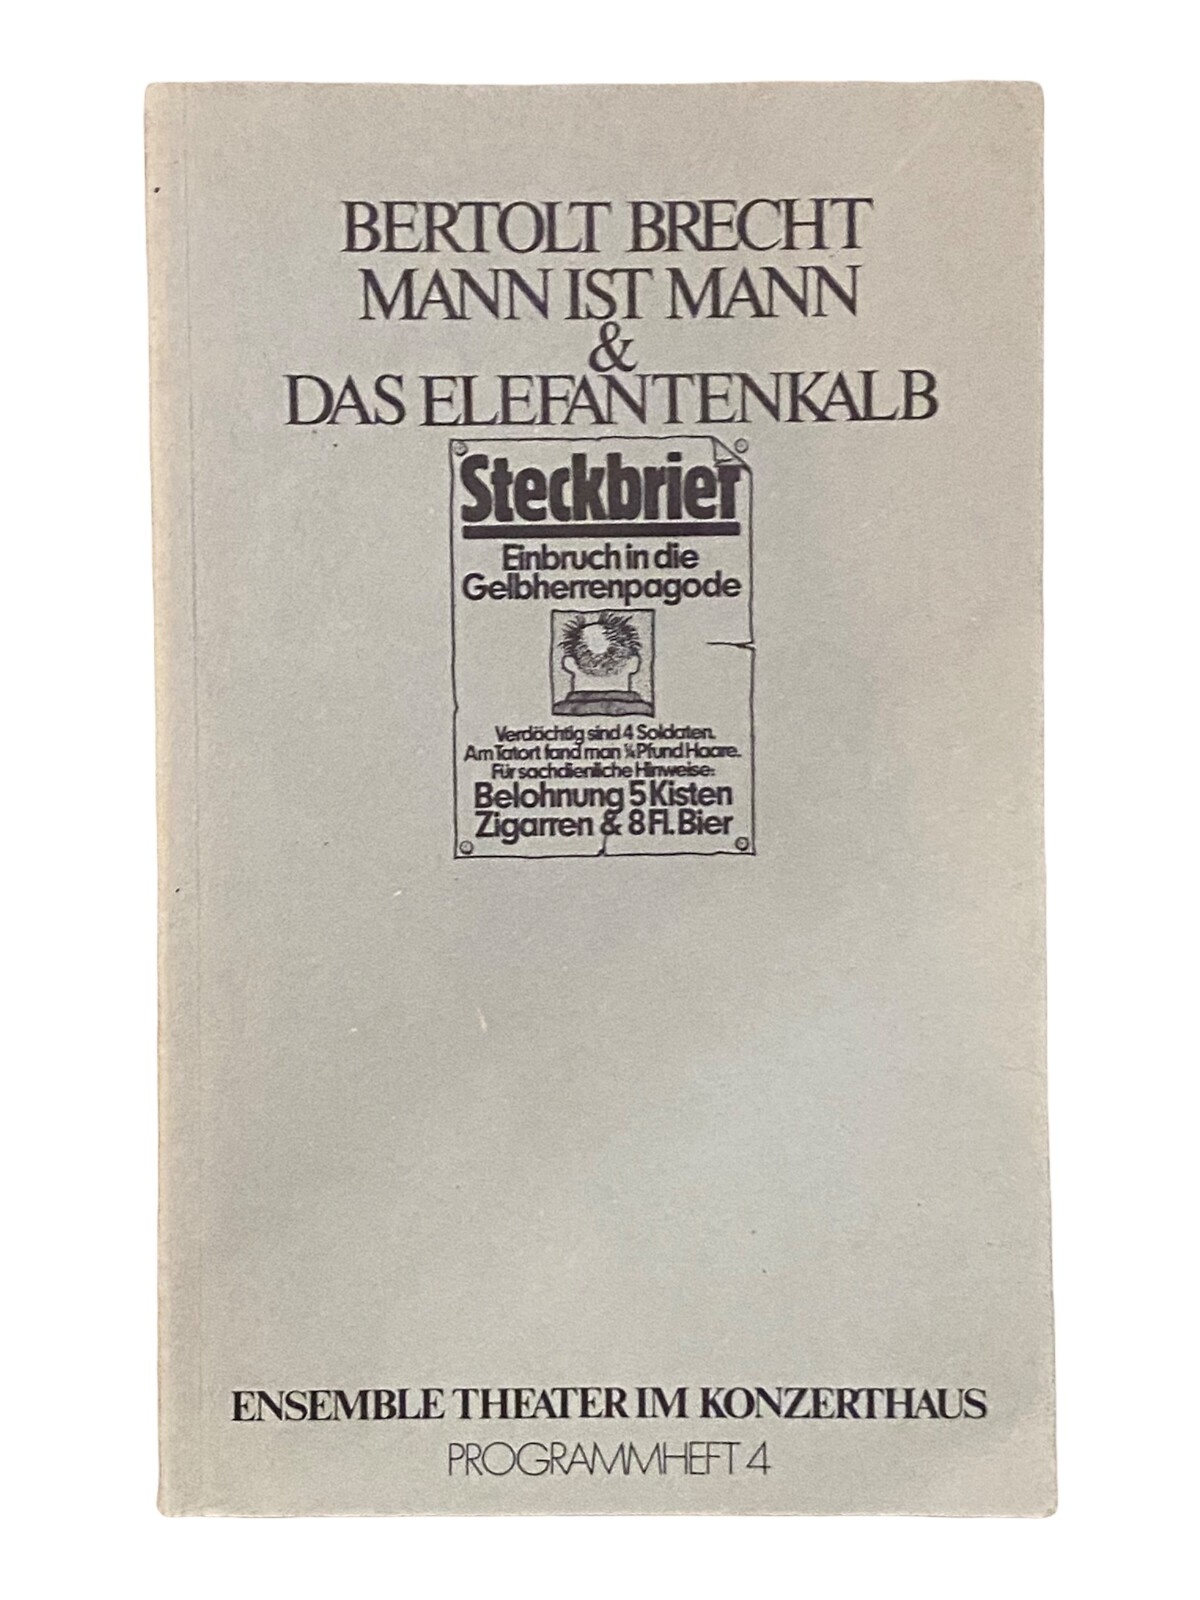 BERTOLT BRECHT
MANN IST MANN
&
DAS ELEFANTENKALB
Steckbrief
Einbruch in die
Gelbherrenpagode
Verdächtig sind 4 Soldaten.
Am Tatort fand man ¼ Pfund Haare.
Für sachdienliche Hinweise:
Belohnung 5 Kisten
Zigarren & 8 Fl. Bier
ENSEMBLE THEATER IM KONZERTHAUS
PROGRAMMHEFT 4